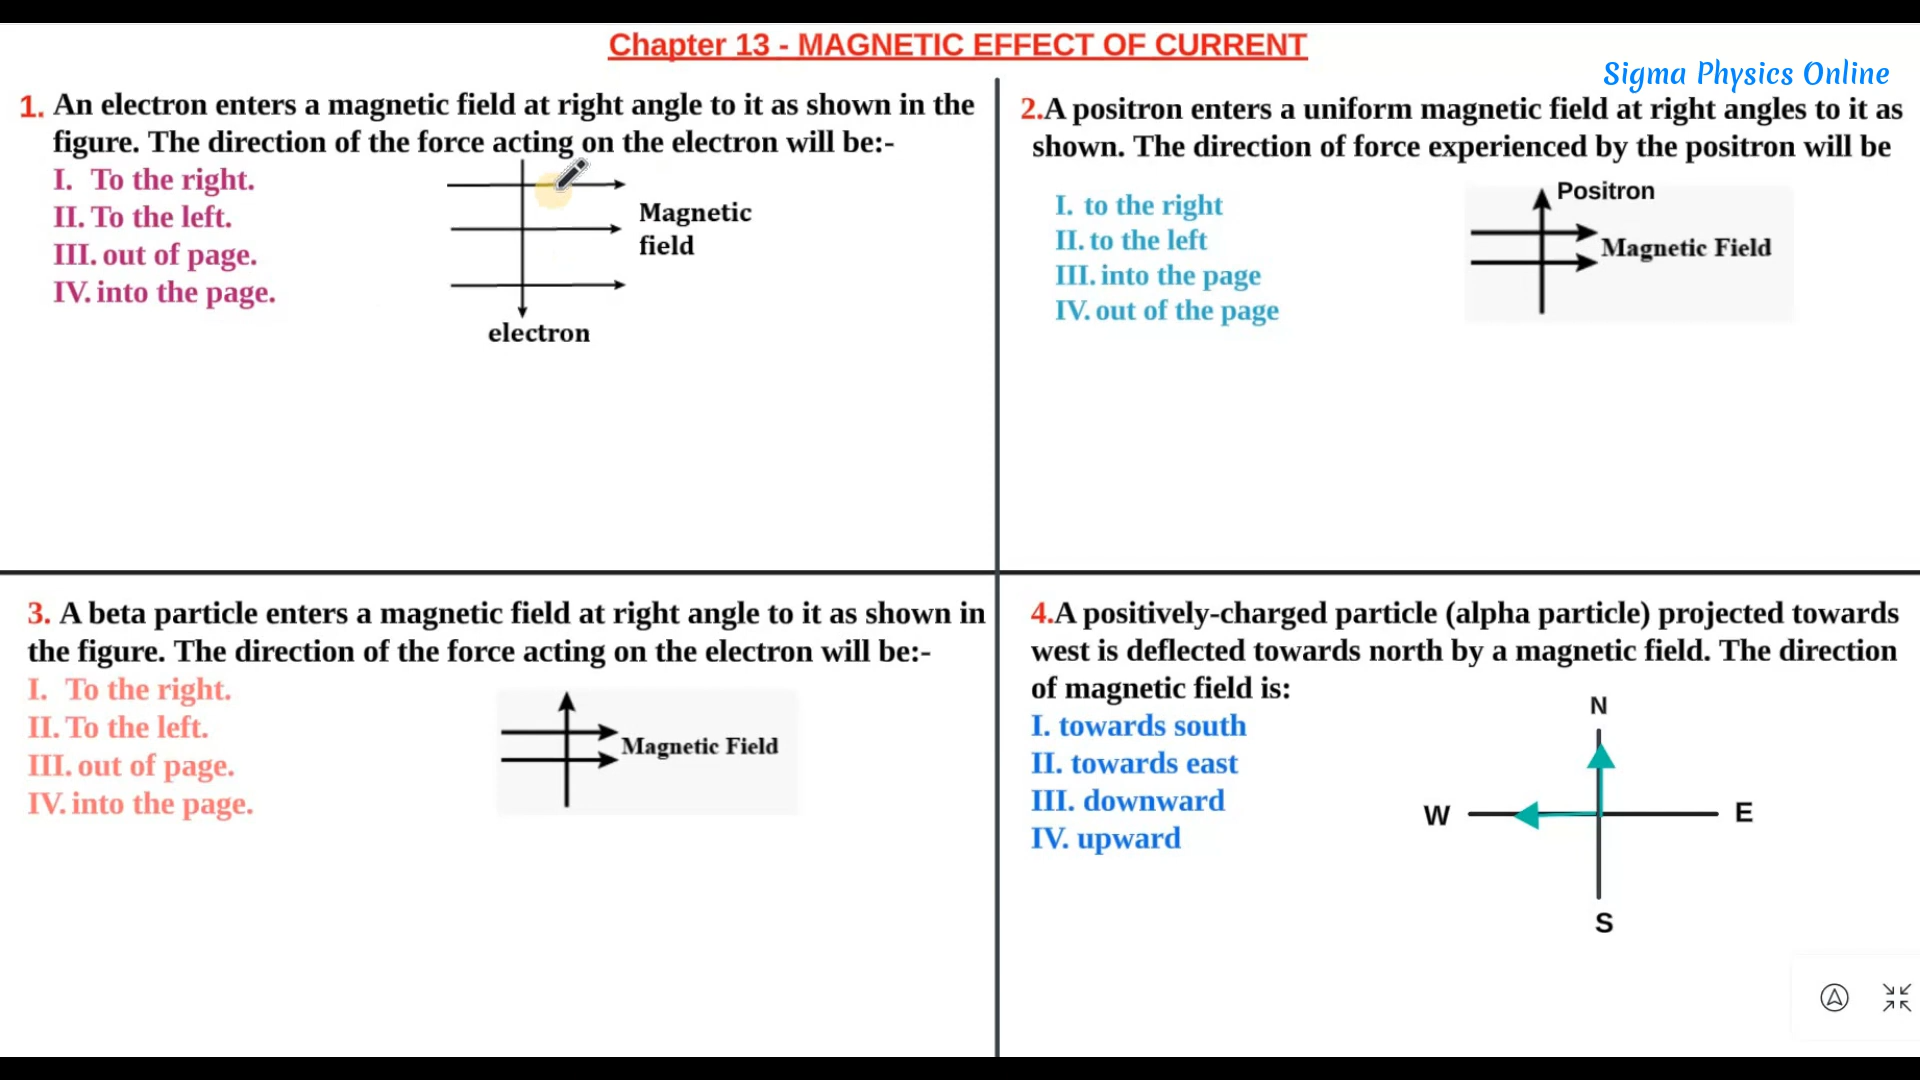 Chapter 13 - MAGNETIC EFFECT OF CURRENT
Sigma Physics Online
1. An electron enters a magnetic field at right angle to it as shown in the
figure. The direction of the force acting on the electron will be:-
I. To the right.
II. To the left.
III. out of page.
IV. into the page.
Magnetic
field
electron
2.A positron enters a uniform magnetic field at right angles to it as
shown. The direction of force experienced by the positron will be
I. to the right
II. to the left
III. into the page
IV. out of the page
Positron
Magnetic Field
3. A beta particle enters a magnetic field at right angle to it as shown in
the figure. The direction of the force acting on the electron will be:-
I. To the right.
II. To the left.
III. out of page.
IV. into the page.
Magnetic Field
4.A positively-charged particle (alpha particle) projected towards
west is deflected towards north by a magnetic field. The direction
of magnetic field is:
I. towards south
II. towards east
III. downward
IV. upward
N
W
E
S